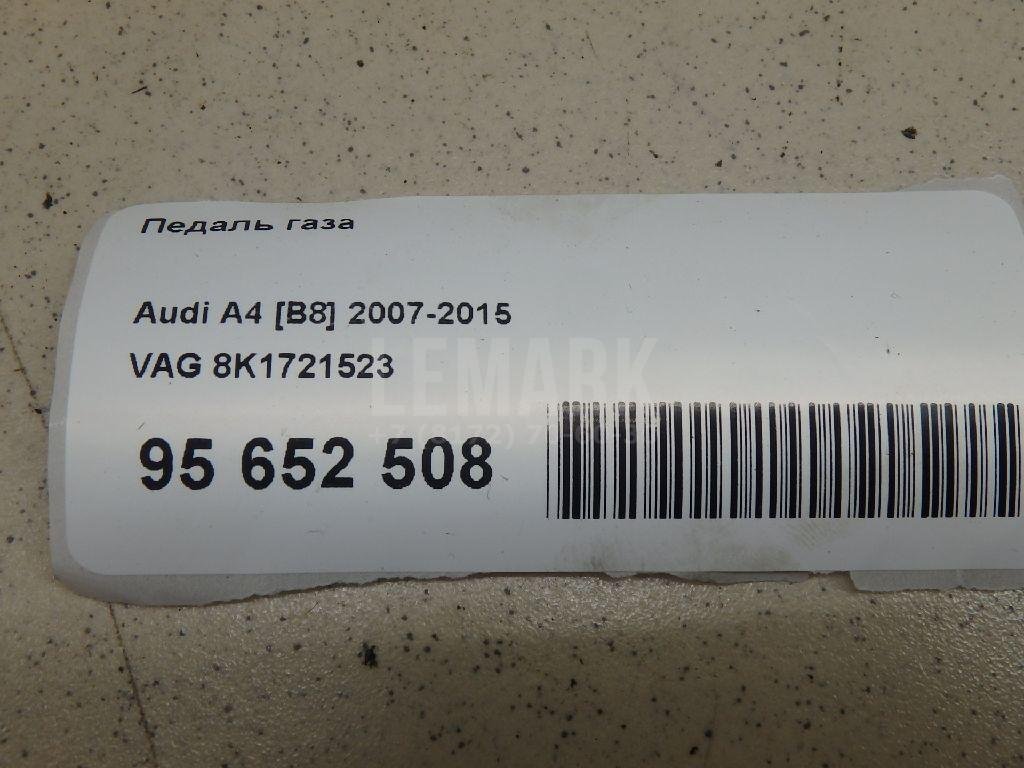 Педаль газа
Audi A4 [B8] 2007-2015
VAG 8K1721523
LEMARK
95 652 508